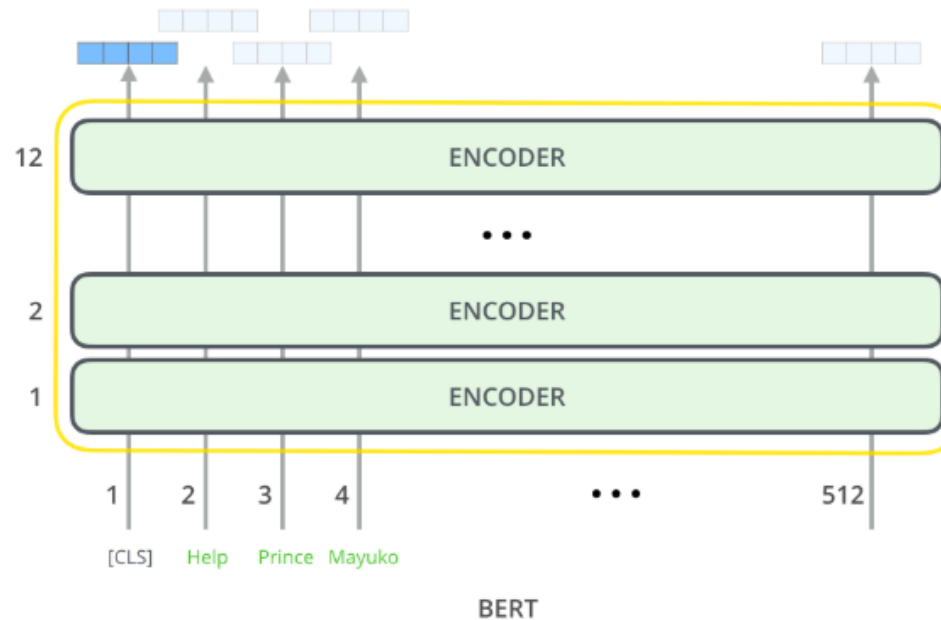 12 ENCODER
...
2 ENCODER
1 ENCODER
1 2 3 4 ... 512
[CLS] Help Prince Mayuko
BERT